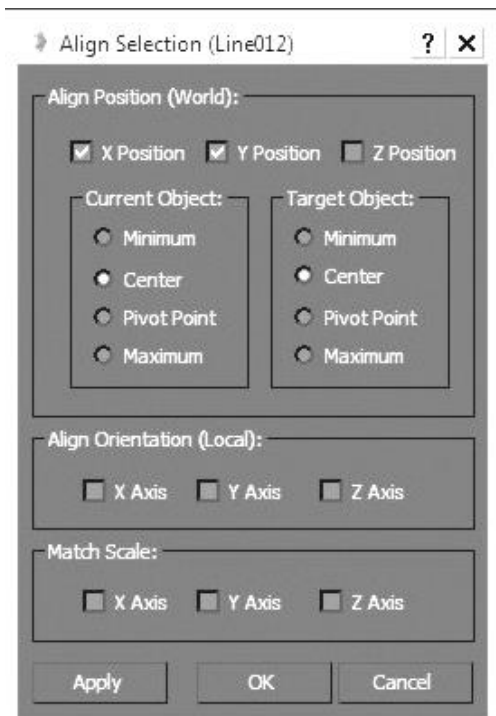 Align Selection (Line012) ? ×
Align Position (World):
X Position Y Position Z Position
Current Object:
Minimum
Center
Pivot Point
Maximum
Target Object:
Minimum
Center
Pivot Point
Maximum
Align Orientation (Local):
X Axis Y Axis Z Axis
Match Scale:
X Axis Y Axis Z Axis
Apply OK Cancel